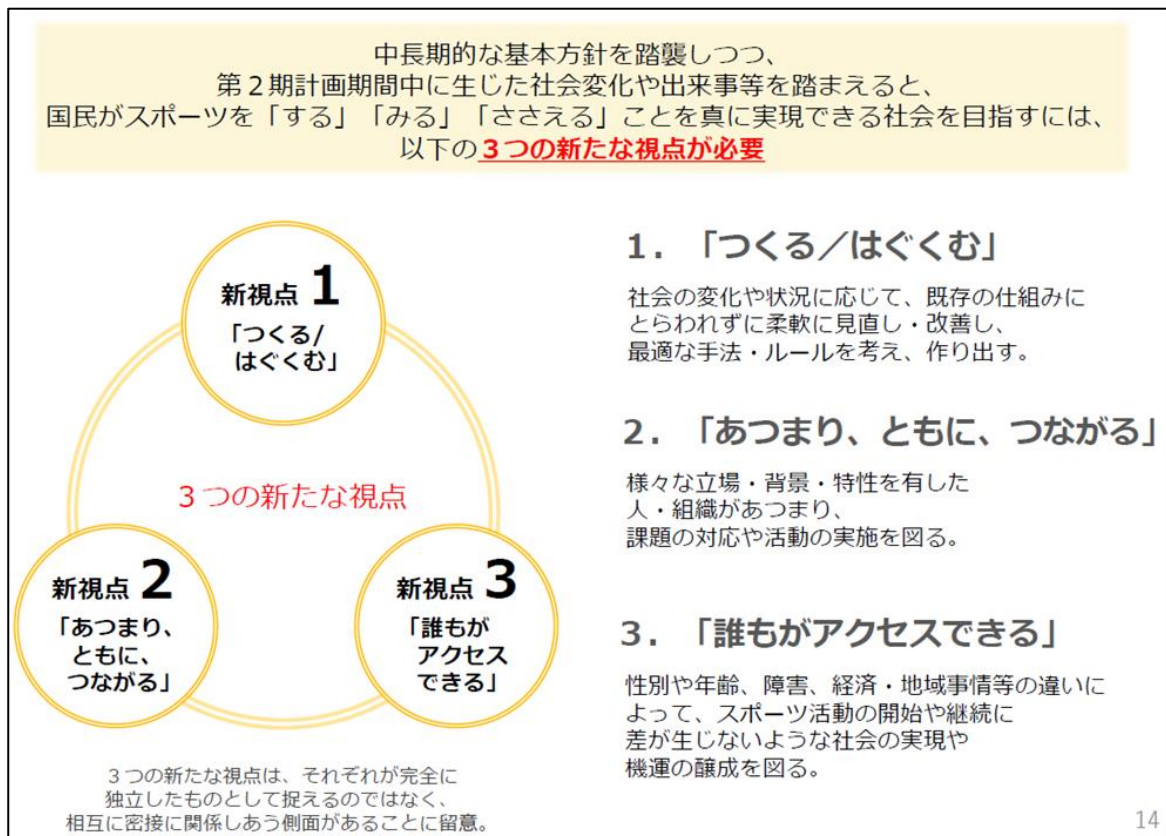 中長期的な基本方針を踏襲しつつ、
第２期計画期間中に生じた社会変化や出来事等を踏まえると、
国民がスポーツを「する」「みる」「ささえる」ことを真に実現できる社会を目指すには、
以下の３つの新たな視点が必要
新視点 1
「つくる/
はぐくむ」
３つの新たな視点
新視点 2
「あつまり、
ともに、
つながる」
新視点 3
「誰もが
アクセス
できる」
３つの新たな視点は、それぞれが完全に
独立したものとして捉えるのではなく、
相互に密接に関係しあう側面があることに留意。
１．「つくる／はぐくむ」
社会の変化や状況に応じて、既存の仕組みに
とらわれずに柔軟に見直し・改善し、
最適な手法・ルールを考え、作り出す。
２．「あつまり、ともに、つながる」
様々な立場・背景・特性を有した
人・組織があつまり、
課題の対応や活動の実施を図る。
３．「誰もがアクセスできる」
性別や年齢、障害、経済・地域事情等の違いに
よって、スポーツ活動の開始や継続に
差が生じないような社会の実現や
機運の醸成を図る。
14